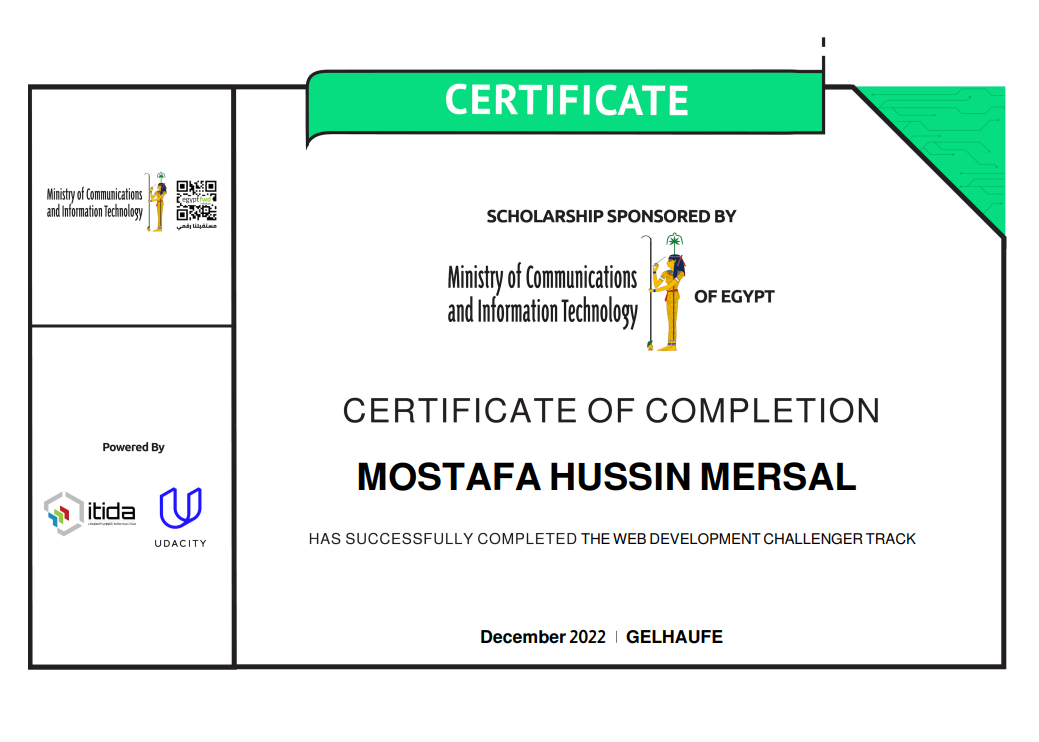 CERTIFICATE
Ministry of Communications
and Information Technology
egypt fwd
مستقبلنا رقمي
SCHOLARSHIP SPONSORED BY
Ministry of Communications
and Information Technology
OF EGYPT
CERTIFICATE OF COMPLETION
MOSTAFA HUSSIN MERSAL
HAS SUCCESSFULLY COMPLETED THE WEB DEVELOPMENT CHALLENGER TRACK
December 2022 | GELHAUFE
Powered By
itida
UDACITY